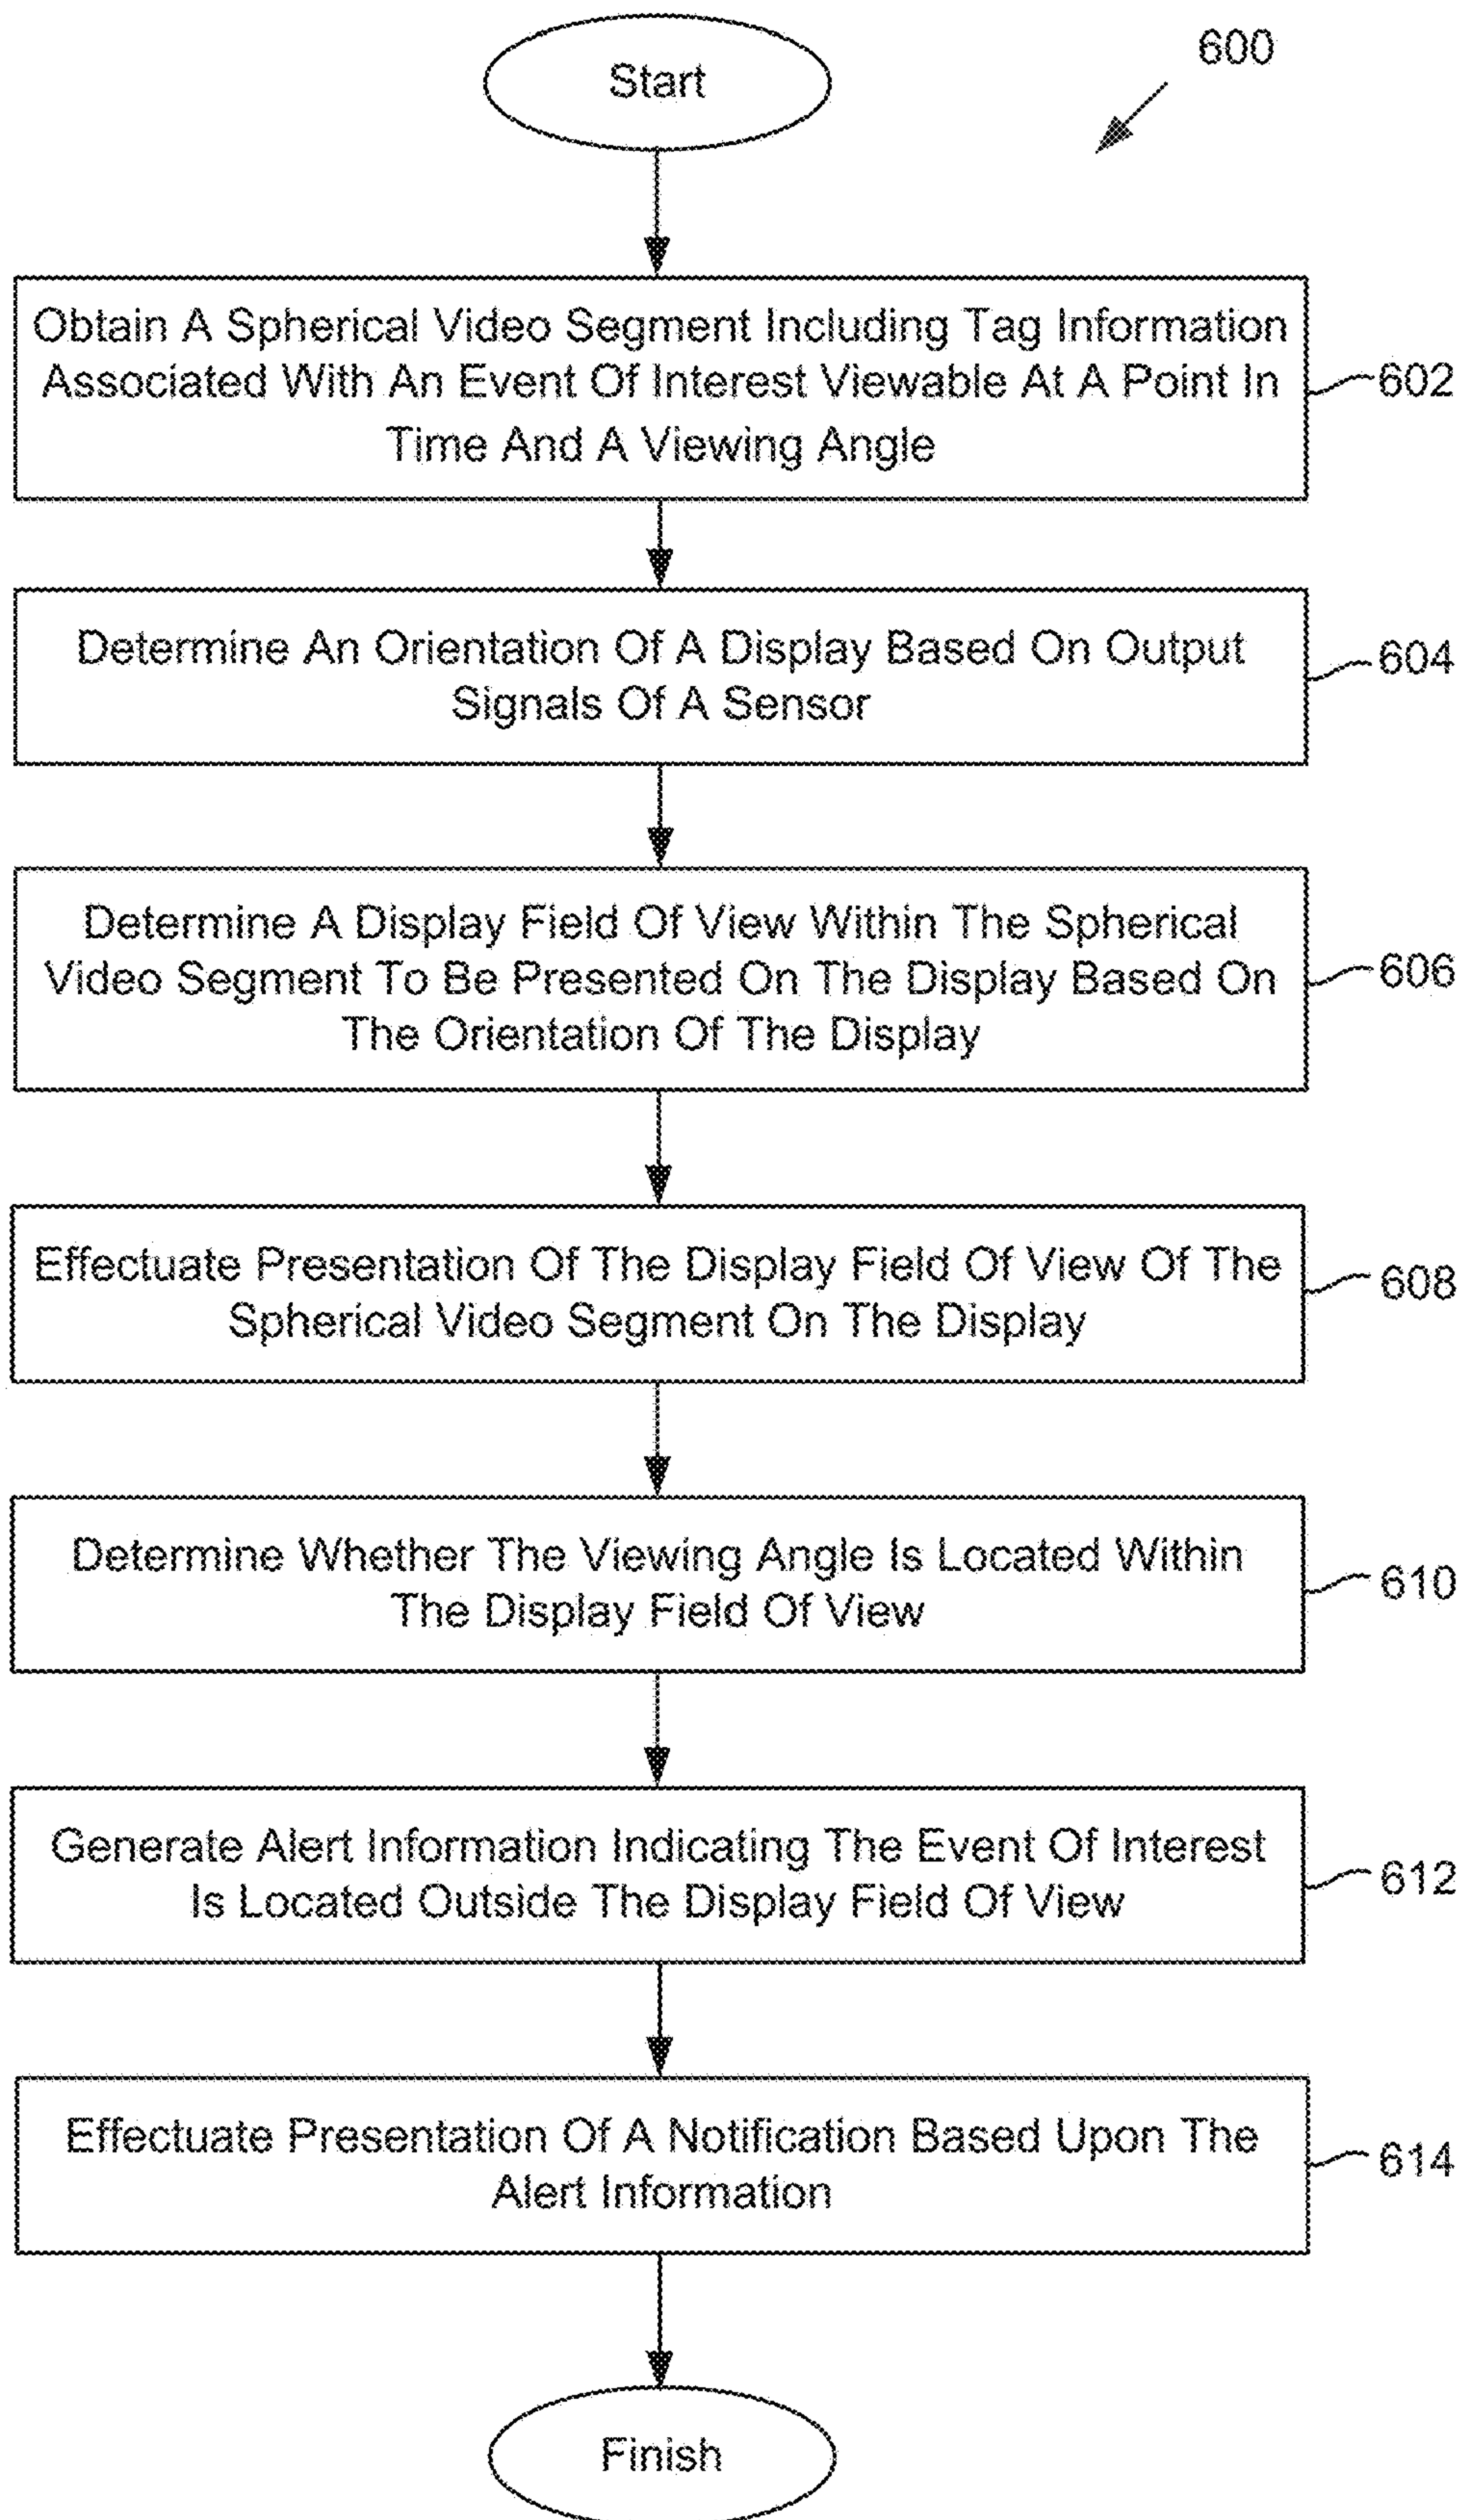 600
Start
Obtain A Spherical Video Segment Including Tag Information
Associated With An Event Of Interest Viewable At A Point In
Time And A Viewing Angle
602
Determine An Orientation Of A Display Based On Output
Signals Of A Sensor
604
Determine A Display Field Of View Within The Spherical
Video Segment To Be Presented On The Display Based On
The Orientation Of The Display
606
Effectuate Presentation Of The Display Field Of View Of The
Spherical Video Segment On The Display
608
Determine Whether The Viewing Angle Is Located Within
The Display Field Of View
610
Generate Alert Information Indicating The Event Of Interest
Is Located Outside The Display Field Of View
612
Effectuate Presentation Of A Notification Based Upon The
Alert Information
614
Finish